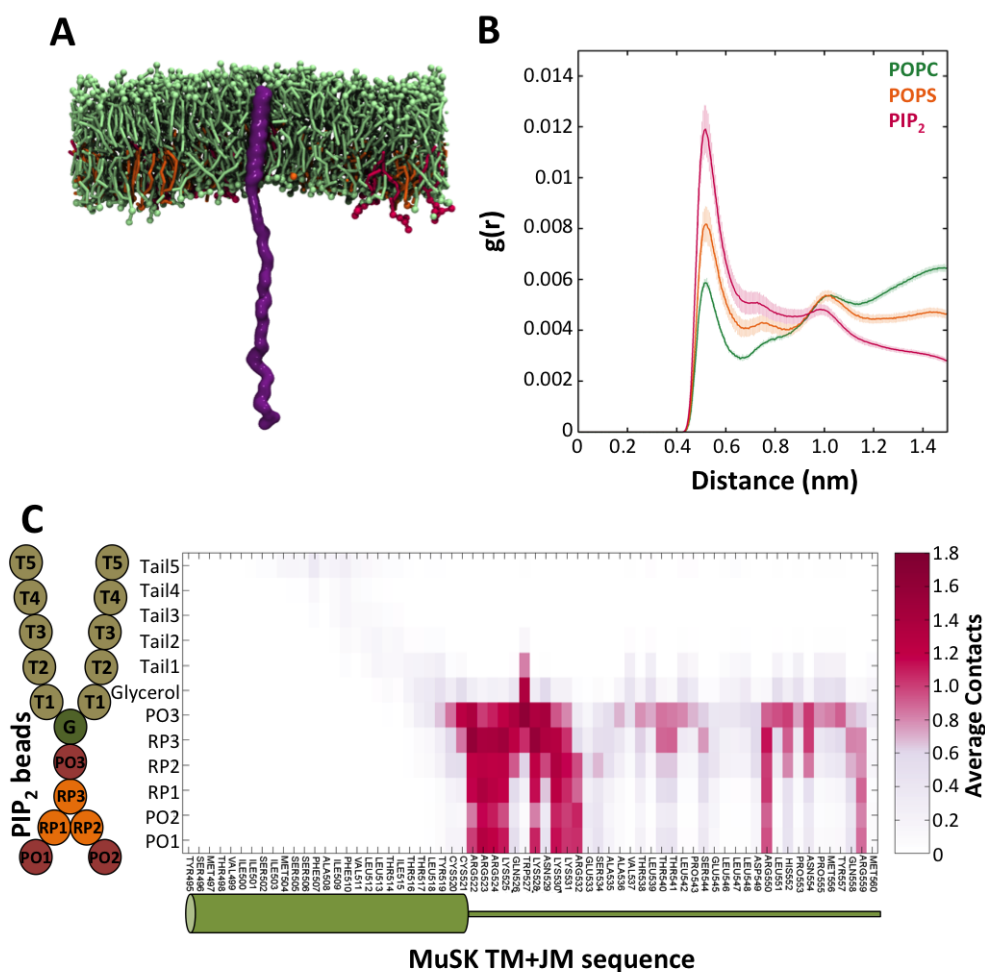 A
B
g(r)
0.014
0.012
0.01
0.008
0.006
0.004
0.002
0
POPC
POPS
PIP2
0 0.2 0.4 0.6 0.8 1.0 1.2 1.4
Distance (nm)
C
T5 T5
T4 T4
T3 T3
T2 T2
T1 T1
G
PO3
RP3
RP1 RP2
PO1 PO2
PIP2 beads
Tail5
Tail4
Tail3
Tail2
Tail1
Glycerol
PO3
RP3
RP2
RP1
PO2
PO1
1.8
1.6
1.4
1.2
1.0
0.8
0.6
0.4
0.2
0
Average Contacts
TYR495
SER496
MET497
THR498
VAL499
ILE500
ILE501
SER502
ILE503
MET504
SER505
SER506
PHE507
ALA508
ILE509
PHE510
VAL511
LEU512
LEU513
THR514
ILE515
THR516
THR517
LEU518
TYR519
CYS520
CYS521
ARG522
ARG523
ARG524
LYS525
GLN526
TRP527
LYS528
ASN529
LYS530
LYS531
ARG532
GLU533
SER534
ALA535
ALA536
VAL537
THR538
LEU539
THR540
THR541
LEU542
PRO543
SER544
GLU545
LEU546
LEU547
LEU548
ASP549
ARG550
LEU551
HIS552
PRO553
ASN554
PRO555
MET556
TYR557
GLN558
ARG559
MET560
MuSK TM+JM sequence